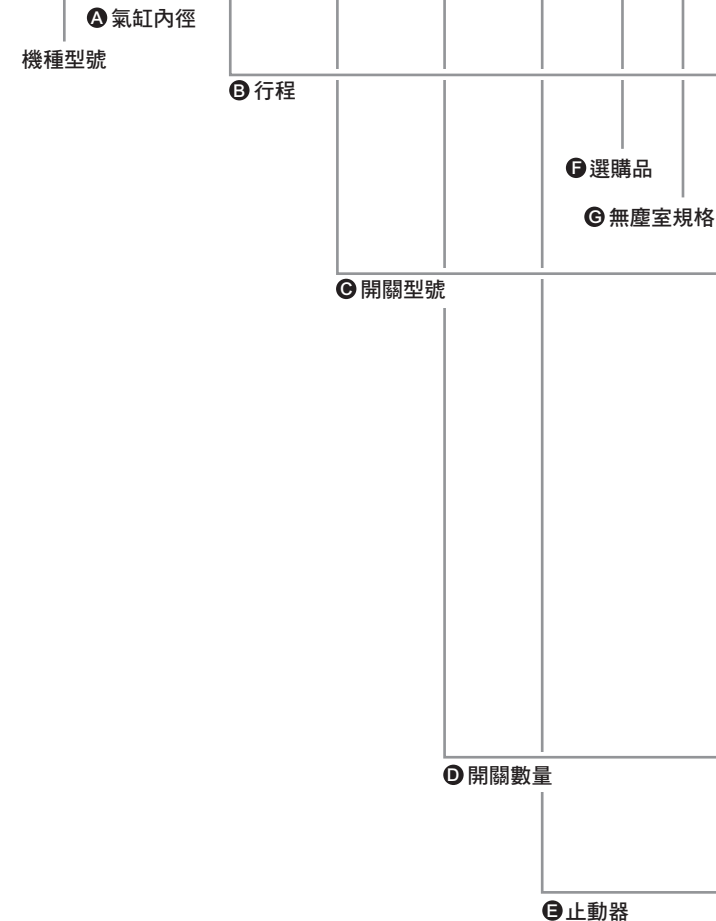 Ⓐ氣缸內徑
機種型號
Ⓑ行程
Ⓕ選購品
Ⓖ無塵室規格
Ⓒ開關型號
Ⓓ開關數量
Ⓔ止動器